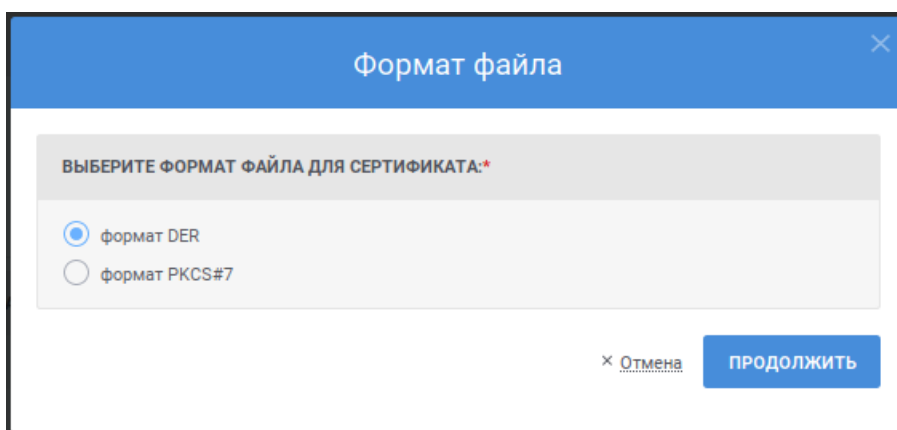 Формат файла
ВЫБЕРИТЕ ФОРМАТ ФАЙЛА ДЛЯ СЕРТИФИКАТА:*
формат DER
формат PKCS#7
× Отмена
ПРОДОЛЖИТЬ